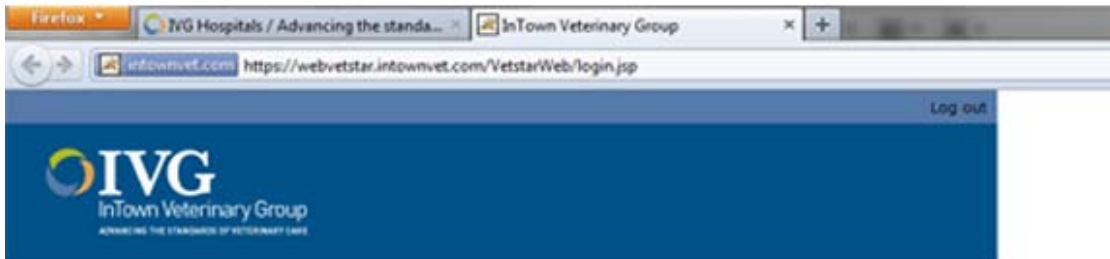 Firefox IVG Hospitals / Advancing the standa... InTown Veterinary Group
intownvet.com https://webvetstar.intownvet.com/VetstarWeb/login.jsp
Log out
IVG
InTown Veterinary Group
ADVANCING THE STANDARDS OF VETERINARY CARE